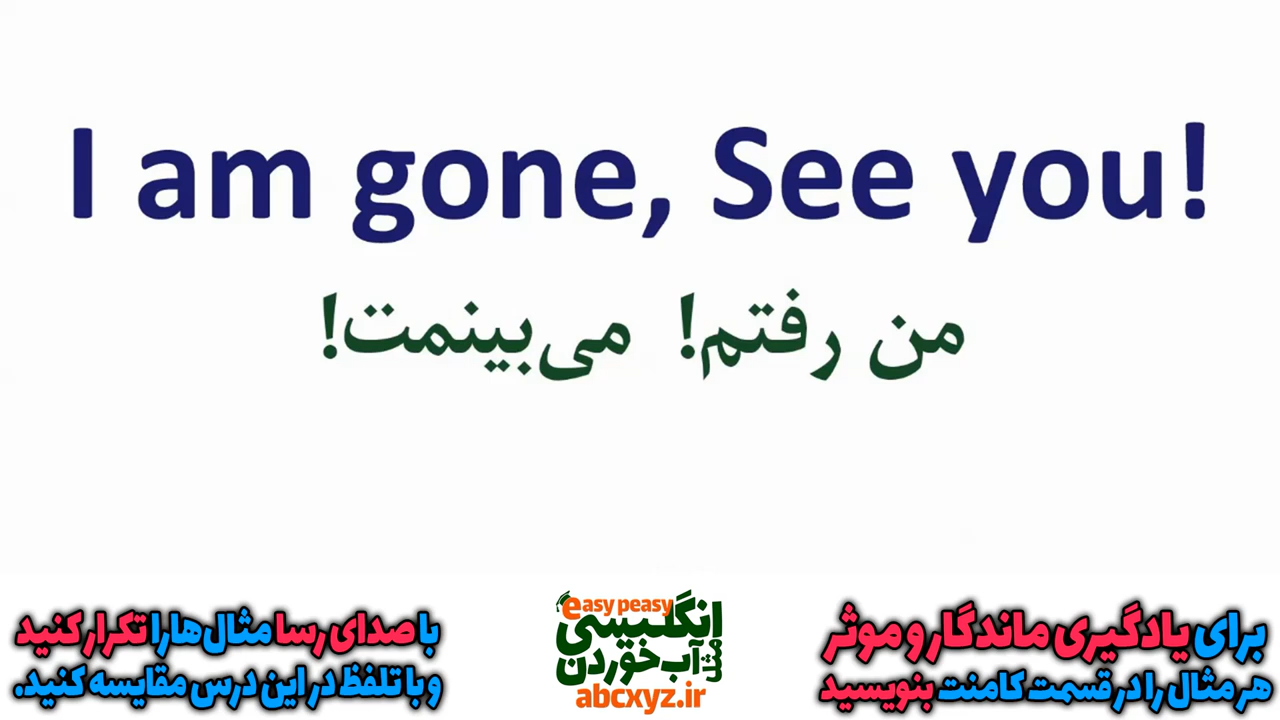 I am gone, See you!
من رفتم! می‌بینمت!
برای یادگیری ماندگار و موثر
هر مثال را در قسمت کامنت بنویسید
easy peasy
انگلیسی
مثل
آب خوردن
abcxyz.ir
با صدای رسا مثال‌ها را تکرار کنید
و با تلفظ در این درس مقایسه کنید.